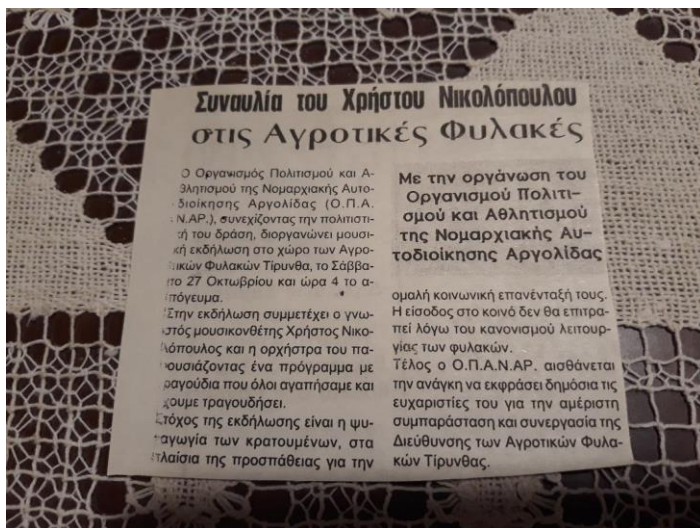 Συναυλία του Χρήστου Νικολόπουλου
στις Αγροτικές Φυλακές
Ο Οργανισμός Πολιτισμού και Α-
θλητισμού της Νομαρχιακής Αυτο-
διοίκησης Αργολίδας (Ο.Π.Α.
Ν.ΑΡ.), συνεχίζοντας την πολιτιστι-
κή του δράση, διοργανώνει μουσι-
κή εκδήλωση στο χώρο των Αγρο-
τικών Φυλακών Τίρυνθα, το Σάββα-
το 27 Οκτωβρίου και ώρα 4 το α-
πόγευμα.
Στην εκδήλωση συμμετέχει ο γνω-
στός μουσικονθέτης Χρήστος Νικο-
λόπουλος και η ορχήστρα του πα-
ρουσιάζοντας ένα πρόγραμμα με
τραγούδια που όλοι αγαπήσαμε και
έχουμε τραγουδήσει.
Στόχος της εκδήλωσης είναι η ψυ-
χαγωγία των κρατουμένων, στα
πλαίσια της προσπάθειας για την
Με την οργάνωση του
Οργανισμού Πολιτι-
σμού και Αθλητισμού
της Νομαρχιακής Αυ-
τοδιοίκησης Αργολίδας
ομαλή κοινωνική επανένταξή τους.
Η είσοδος στο κοινό δεν θα επιτρα-
πεί λόγω του κανονισμού λειτουρ-
γίας των φυλακών.
Τέλος ο Ο.Π.Α.Ν.ΑΡ. αισθάνεται
την ανάγκη να εκφράσει δημόσια τις
ευχαριστίες του για την αμέριστη
συμπαράσταση και συνεργασία της
Διεύθυνσης των Αγροτικών Φυλα-
κών Τίρυνθας.